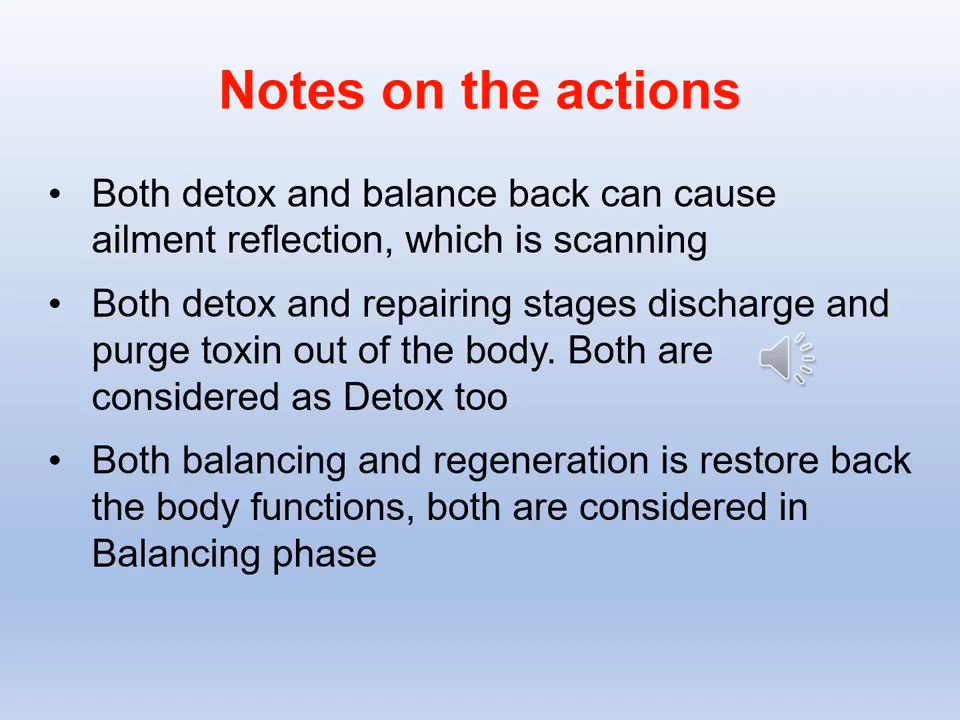 Notes on the actions
• Both detox and balance back can cause
ailment reflection, which is scanning
• Both detox and repairing stages discharge and
purge toxin out of the body. Both are
considered as Detox too
• Both balancing and regeneration is restore back
the body functions, both are considered in
Balancing phase